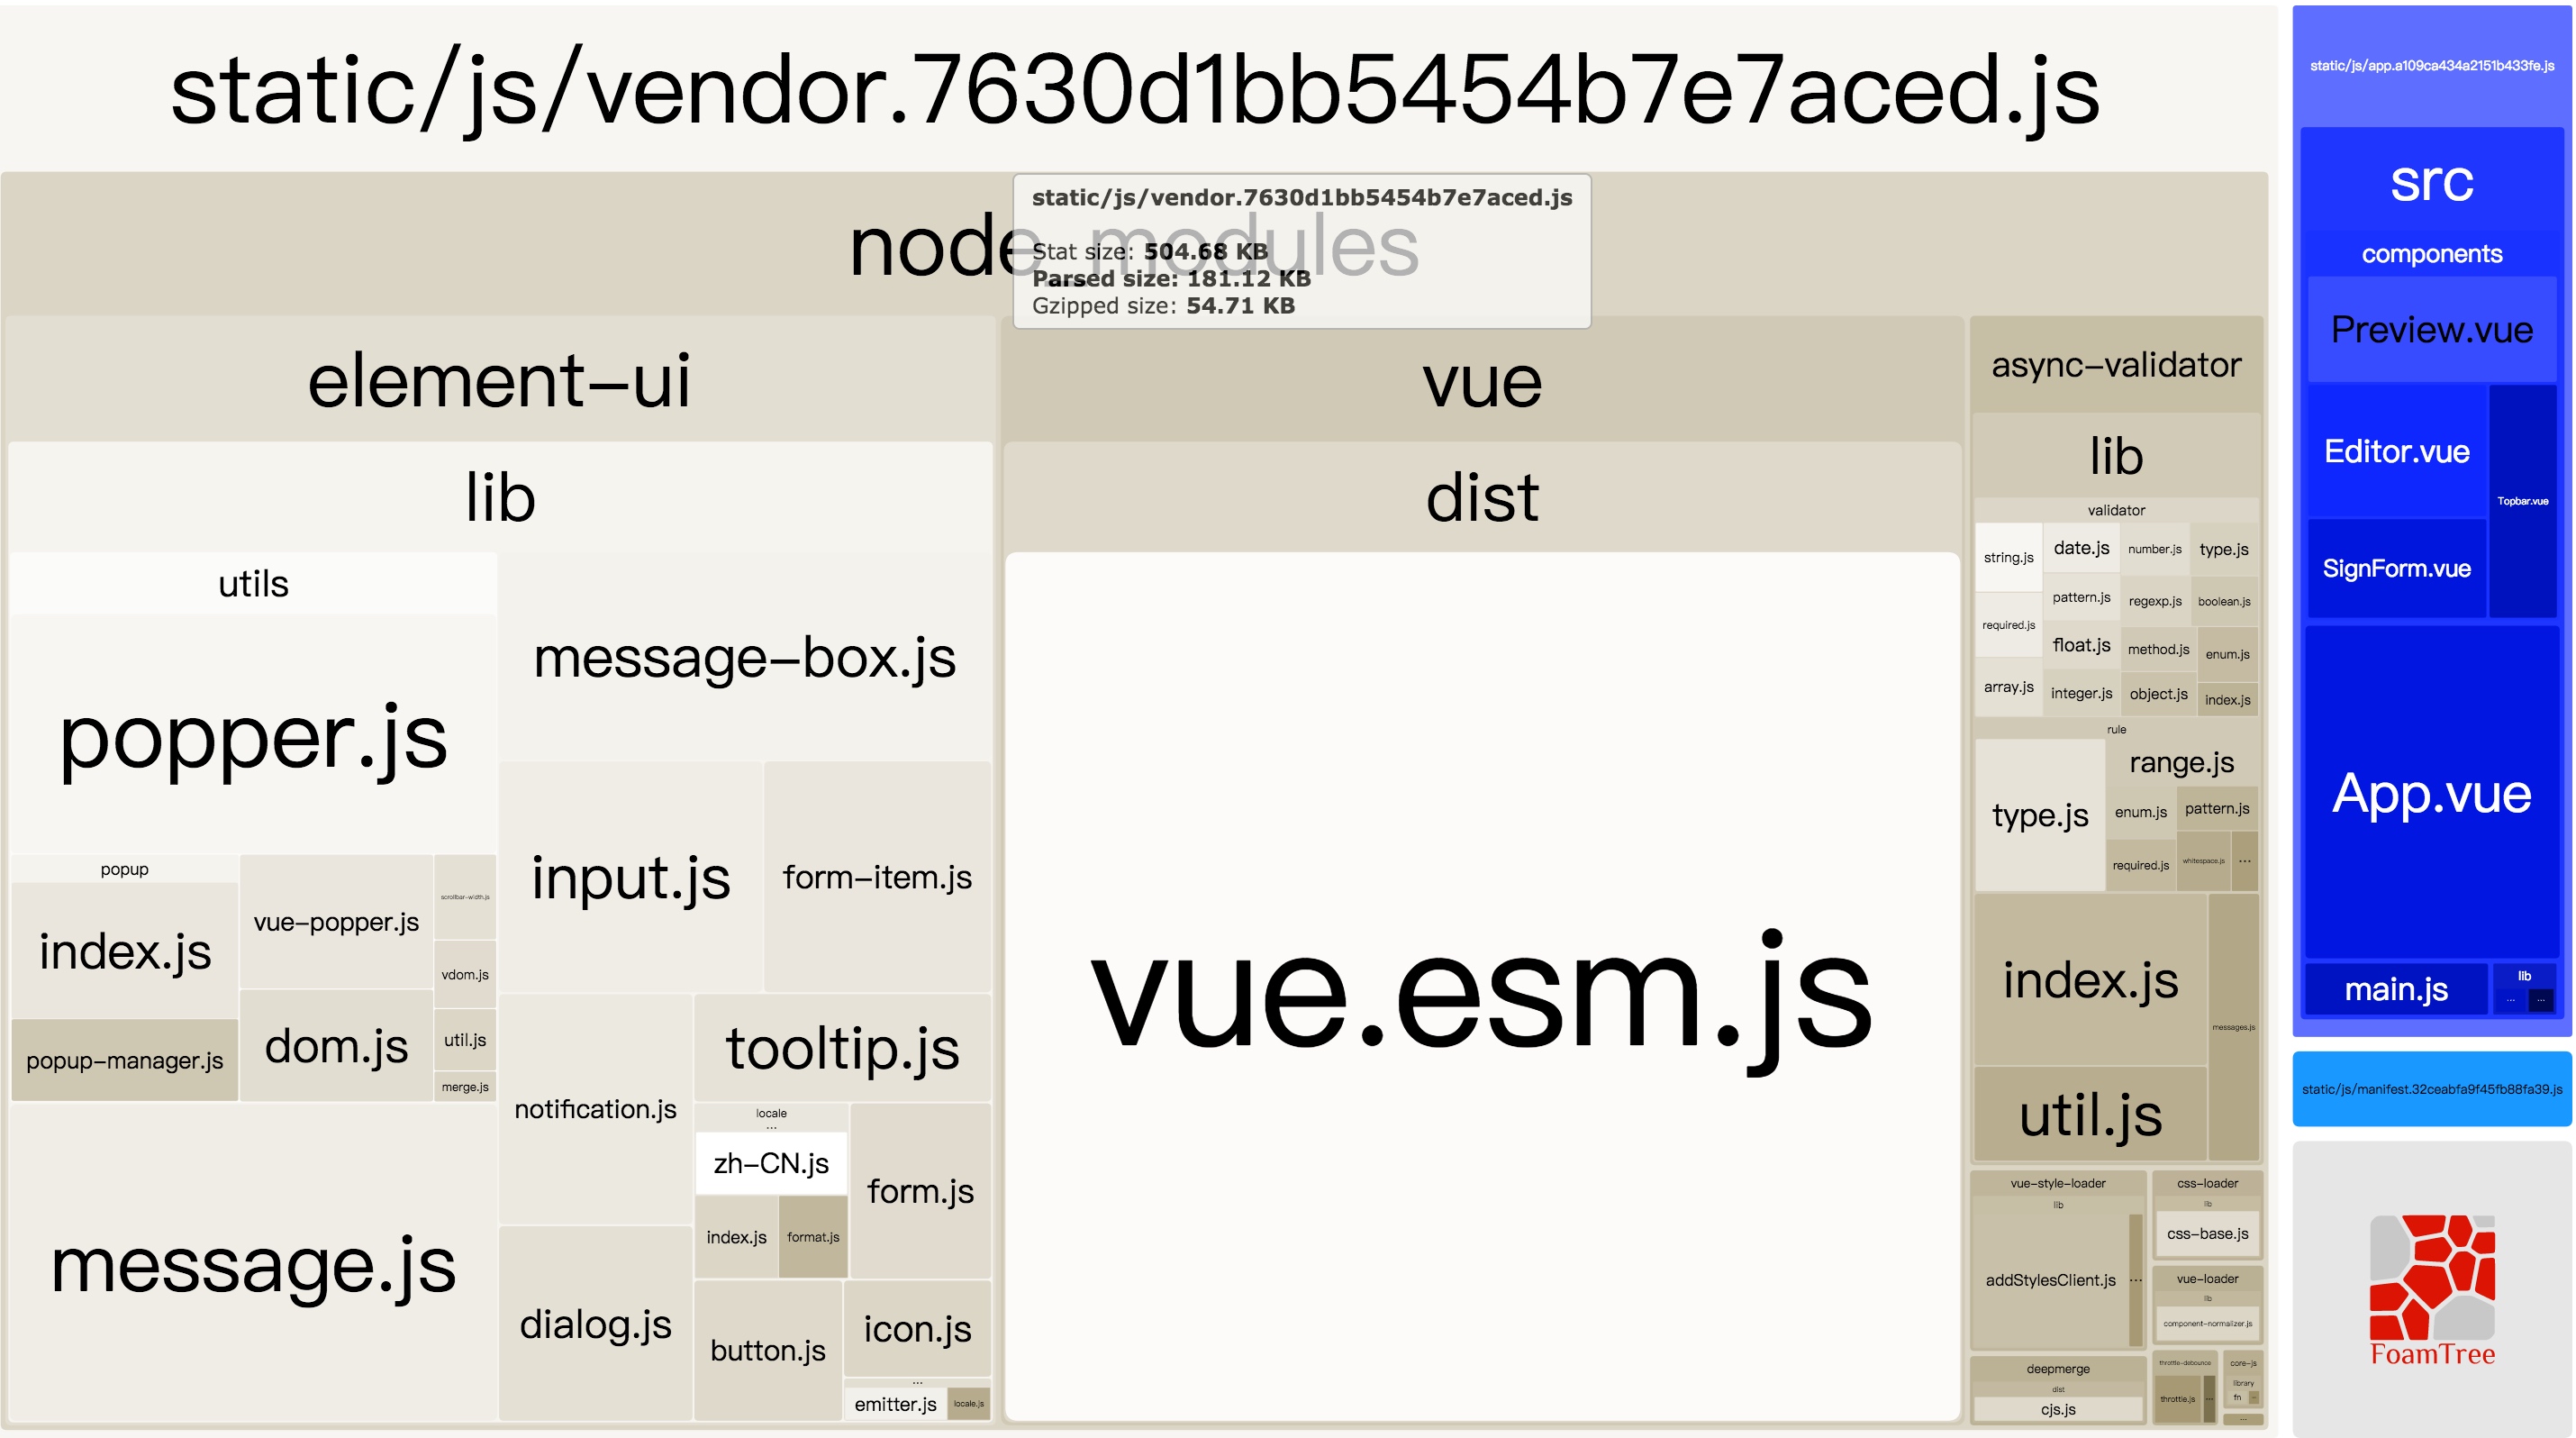 static/js/vendor.7630d1bb5454b7e7aced.js
node_modules
static/js/vendor.7630d1bb5454b7e7aced.js
Stat size: 504.68 KB
Parsed size: 181.12 KB
Gzipped size: 54.71 KB
element-ui
lib
utils
popper.js
popup
index.js
popup-manager.js
vue-popper.js
dom.js
scrollbar-width.js
vdom.js
util.js
merge.js
message.js
message-box.js
input.js
form-item.js
notification.js
dialog.js
tooltip.js
locale
...
zh-CN.js
index.js
format.js
form.js
button.js
icon.js
...
emitter.js
locale.js
vue
dist
vue.esm.js
async-validator
lib
validator
string.js
date.js
number.js
type.js
required.js
pattern.js
regexp.js
boolean.js
array.js
float.js
method.js
enum.js
integer.js
object.js
index.js
rule
type.js
range.js
enum.js
pattern.js
required.js
whitespace.js
...
index.js
messages.js
util.js
vue-style-loader
lib
addStylesClient.js
...
css-loader
lib
css-base.js
vue-loader
lib
component-normalizer.js
deepmerge
dist
cjs.js
throttle-debounce
throttle.js
...
core-js
library
fn
...
...
static/js/app.a109ca434a2151b433fe.js
src
components
Preview.vue
Editor.vue
SignForm.vue
Topbar.vue
App.vue
main.js
lib
...
...
static/js/manifest.32ceabfa9f45fb88fa39.js
FoamTree